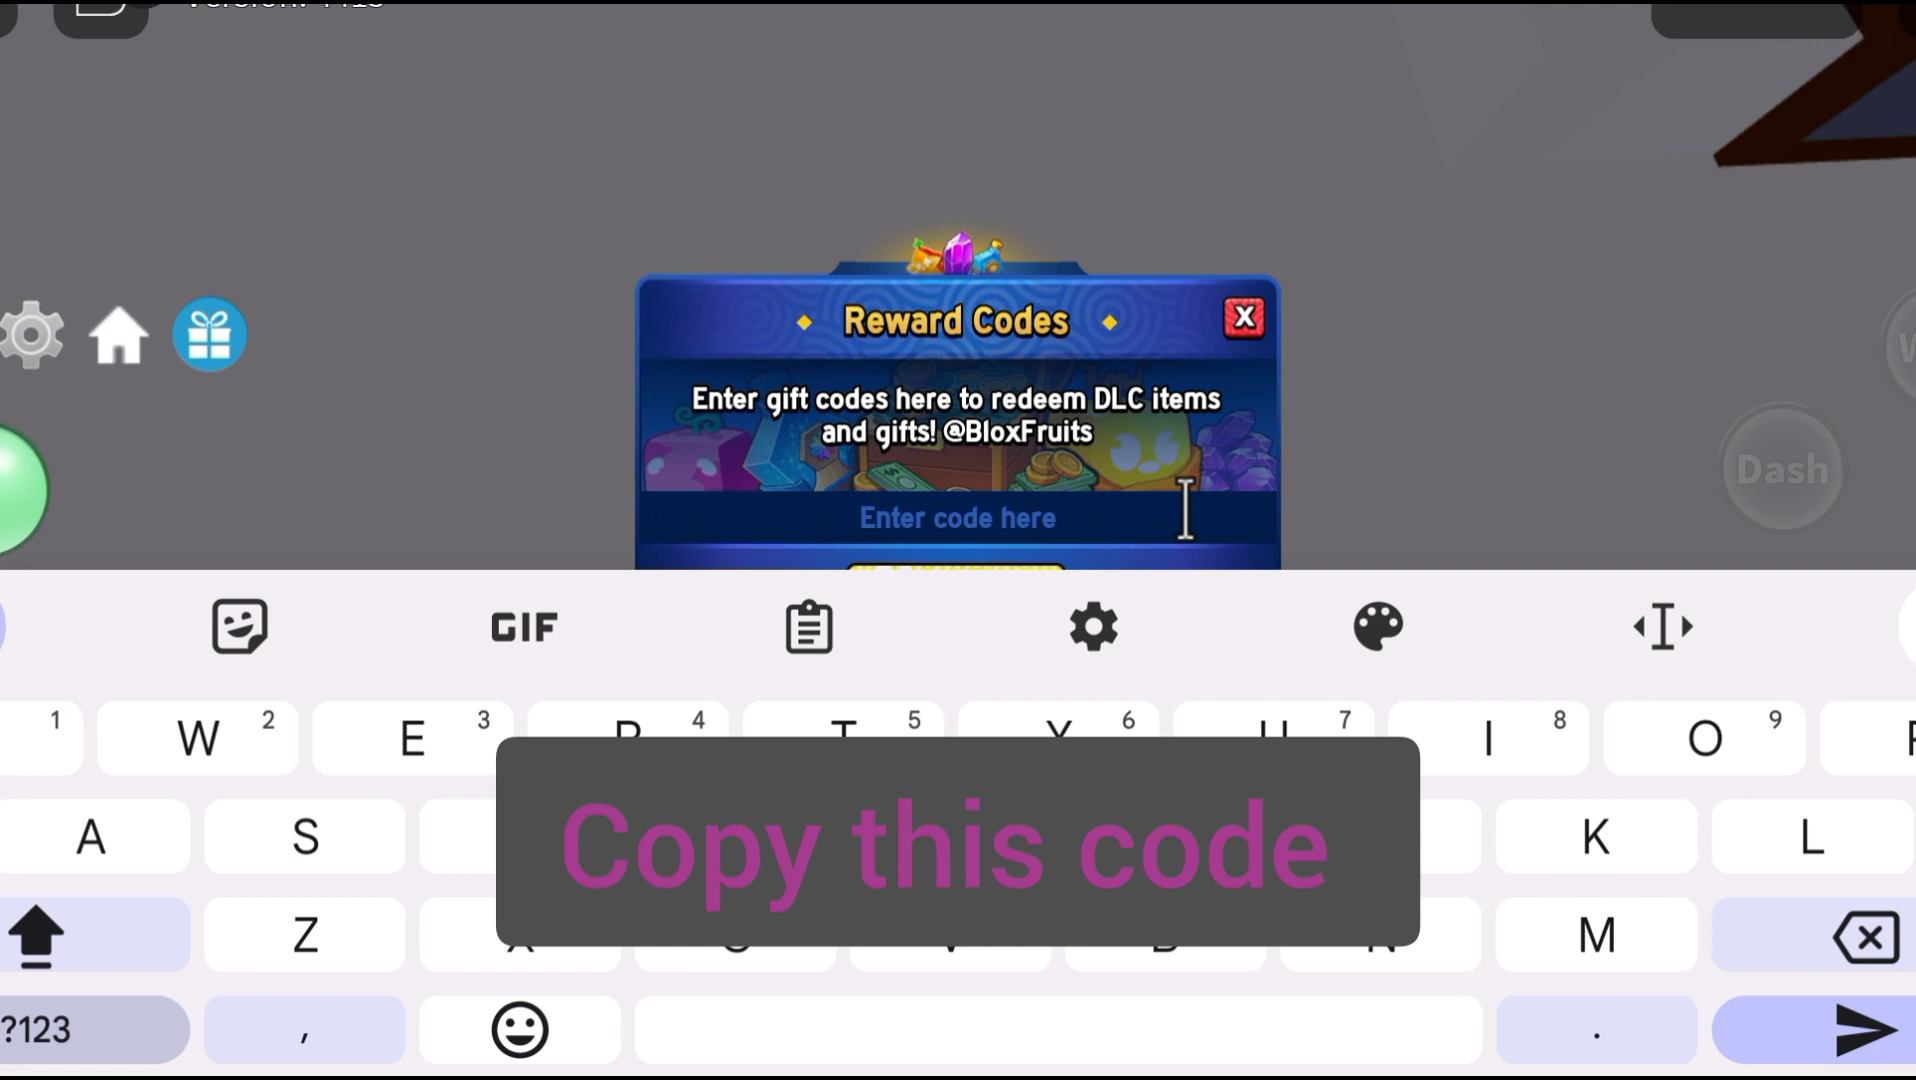 Reward Codes
X
Enter gift codes here to redeem DLC items
and gifts! @BloxFruits
Enter code here
Dash
GIF
1 W 2 E 3 4 5 6 7 I 8 O 9
A S K L
Z M
?123 , .
Copy this code